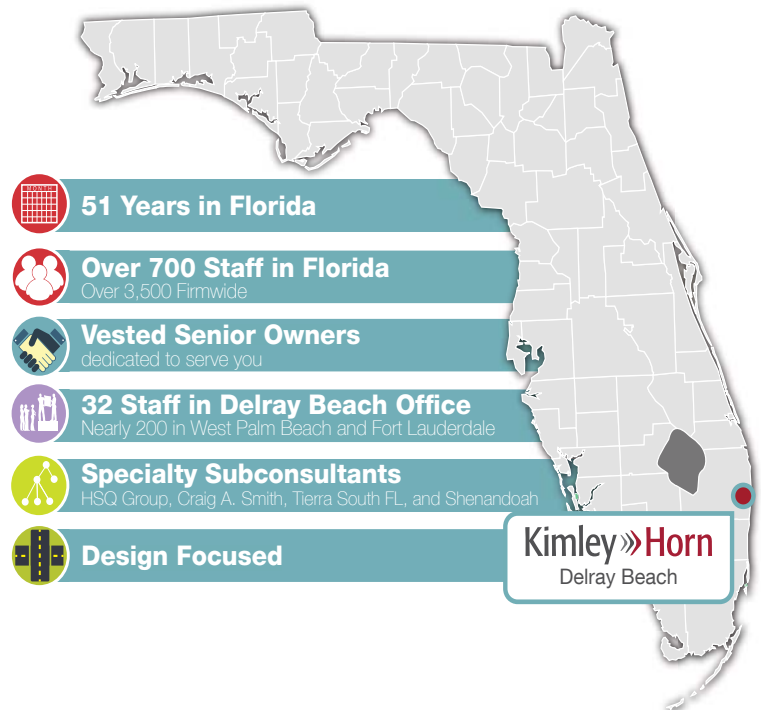 MONTH
51 Years in Florida
Over 700 Staff in Florida
Over 3,500 Firmwide
Vested Senior Owners
dedicated to serve you
32 Staff in Delray Beach Office
Nearly 200 in West Palm Beach and Fort Lauderdale
Specialty Subconsultants
HSQ Group, Craig A. Smith, Tierra South FL, and Shenandoah
Design Focused
Kimley»Horn
Delray Beach